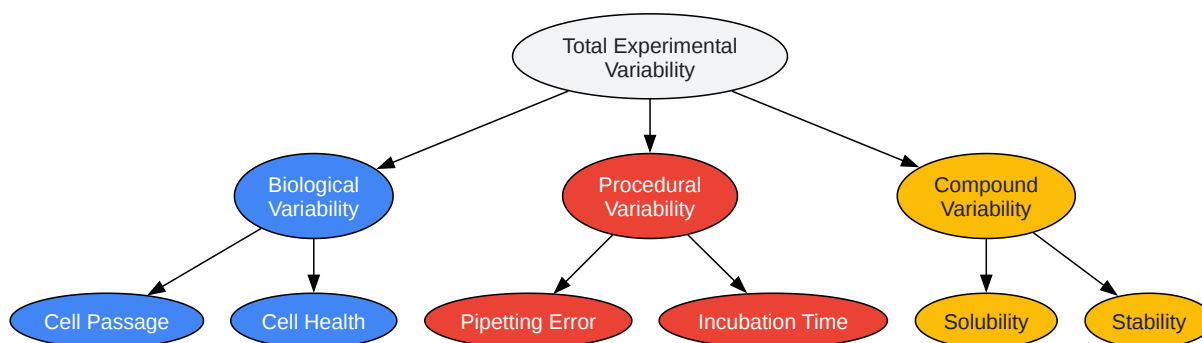 Total Experimental
Variability
Biological
Variability
Procedural
Variability
Compound
Variability
Cell Passage
Cell Health
Pipetting Error
Incubation Time
Solubility
Stability